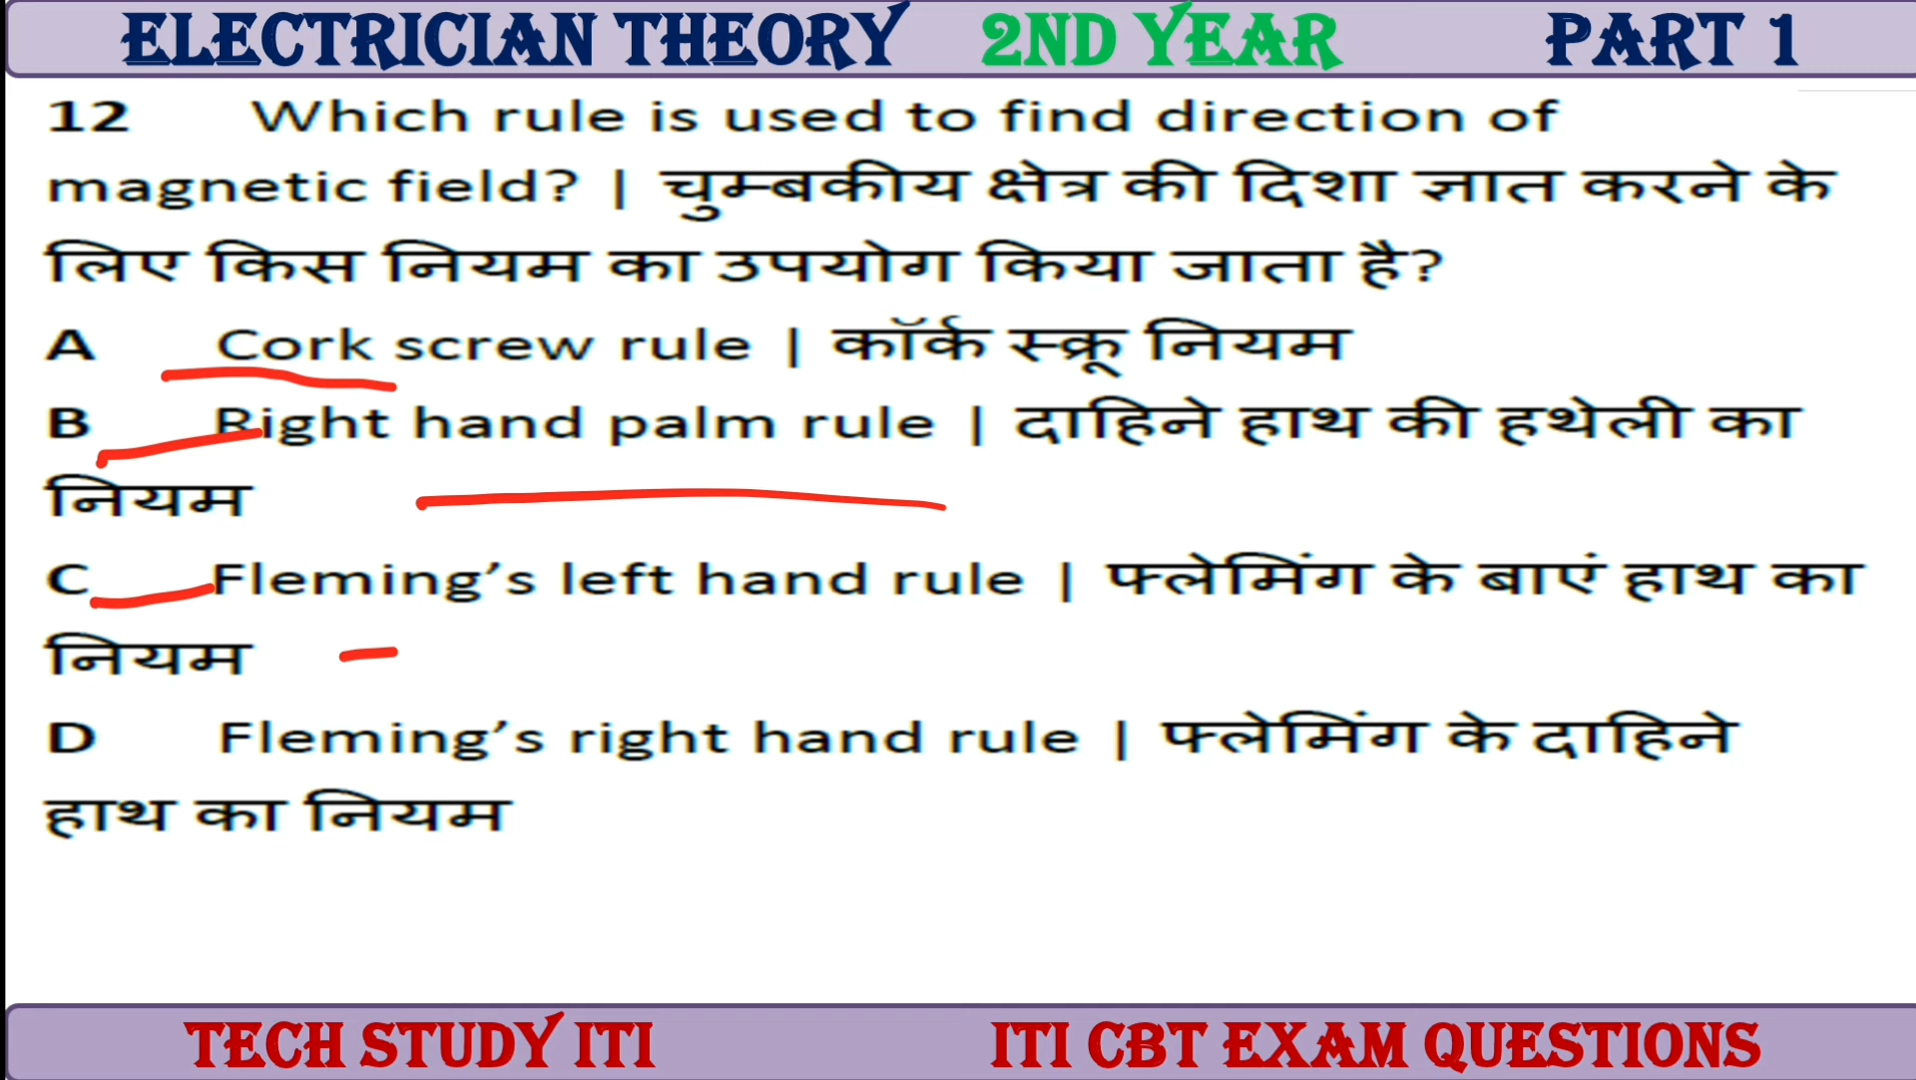 ELECTRICIAN THEORY 2ND YEAR PART 1
12 Which rule is used to find direction of
magnetic field? | चुम्बकीय क्षेत्र की दिशा ज्ञात करने के
लिए किस नियम का उपयोग किया जाता है?
A Cork screw rule | कॉर्क स्क्रू नियम
B Right hand palm rule | दाहिने हाथ की हथेली का
नियम
C Fleming’s left hand rule | फ्लेमिंग के बाएं हाथ का
नियम
D Fleming’s right hand rule | फ्लेमिंग के दाहिने
हाथ का नियम
TECH STUDY ITI ITI CBT EXAM QUESTIONS